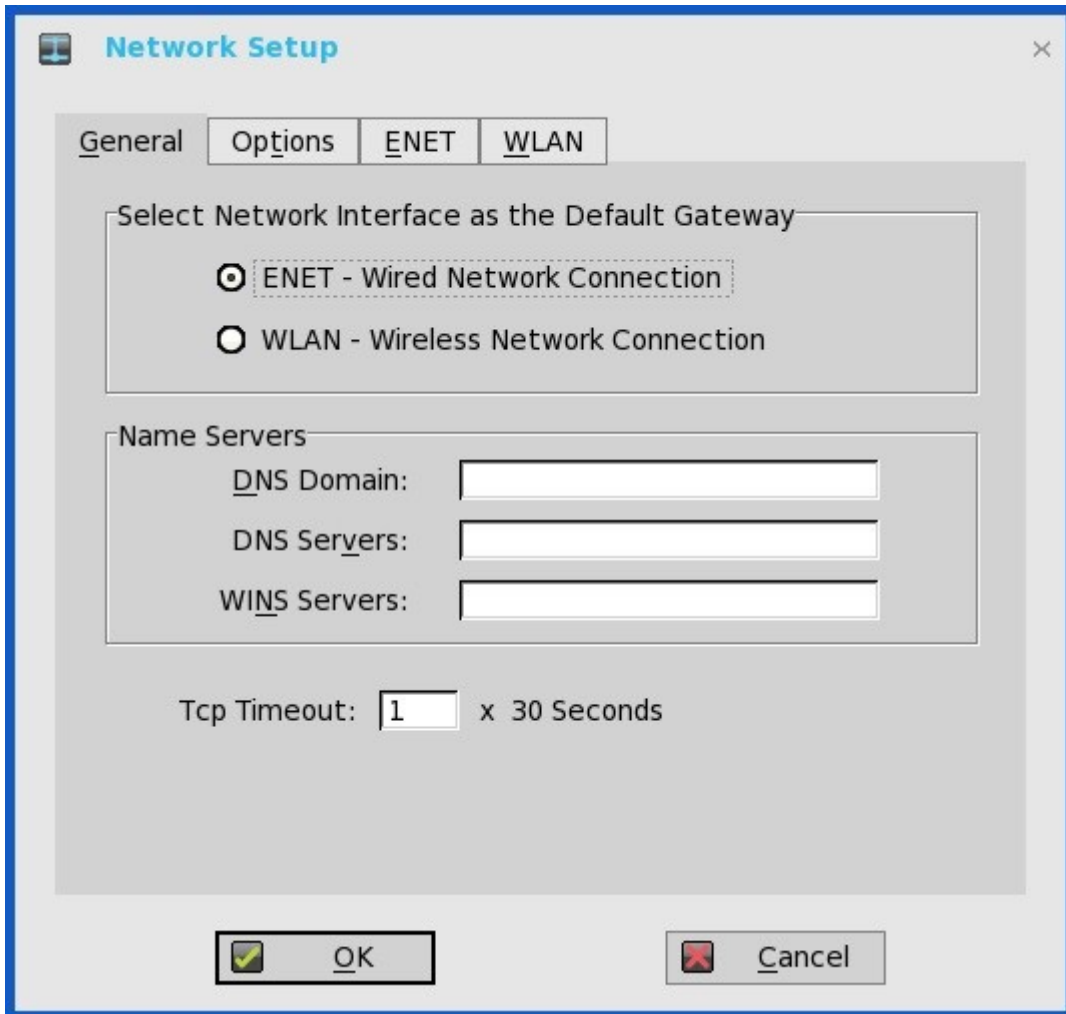 Network Setup
General Options ENET WLAN
Select Network Interface as the Default Gateway
ENET - Wired Network Connection
WLAN - Wireless Network Connection
Name Servers
DNS Domain:
DNS Servers:
WINS Servers:
Tcp Timeout: 1 x 30 Seconds
OK Cancel